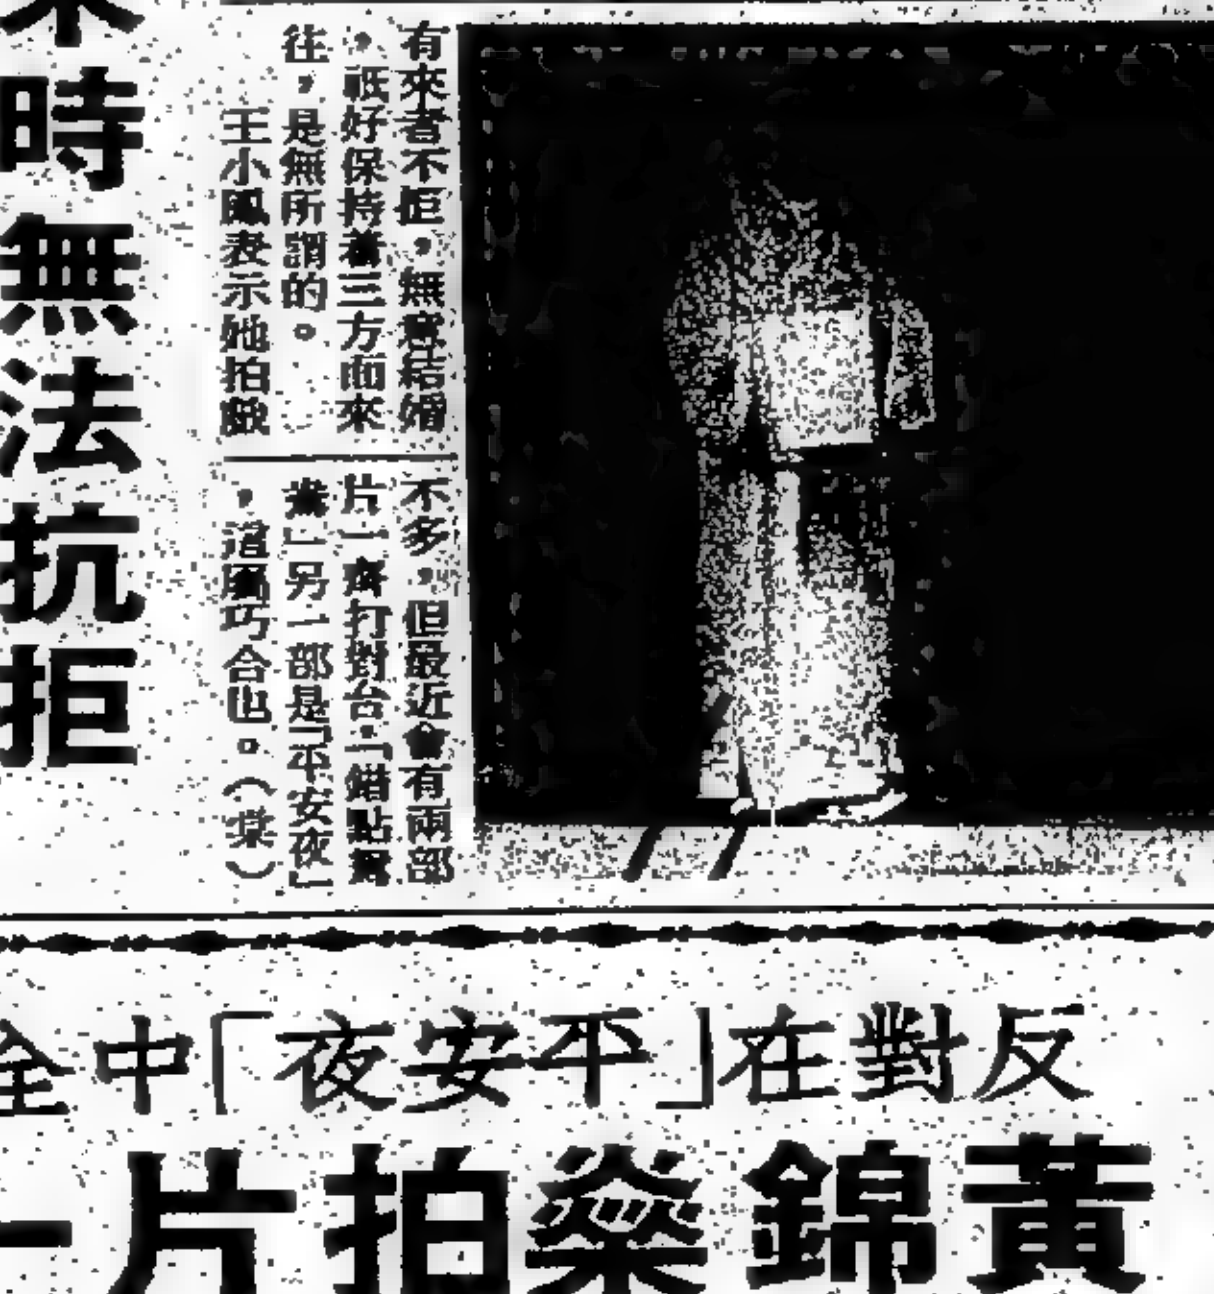 有來者不拒，無意結婚
，祇好保持着三方面來
往，是無所謂的。
王小鳳表示她拍戲
不多，但最近會有兩部
片一齊打對台。「錯點鴛
鴦」另一部是「平安夜」
，這屬巧合也。（棠）
來時無法抗拒
反對在「平安夜」中全
黃錦燊拍片一